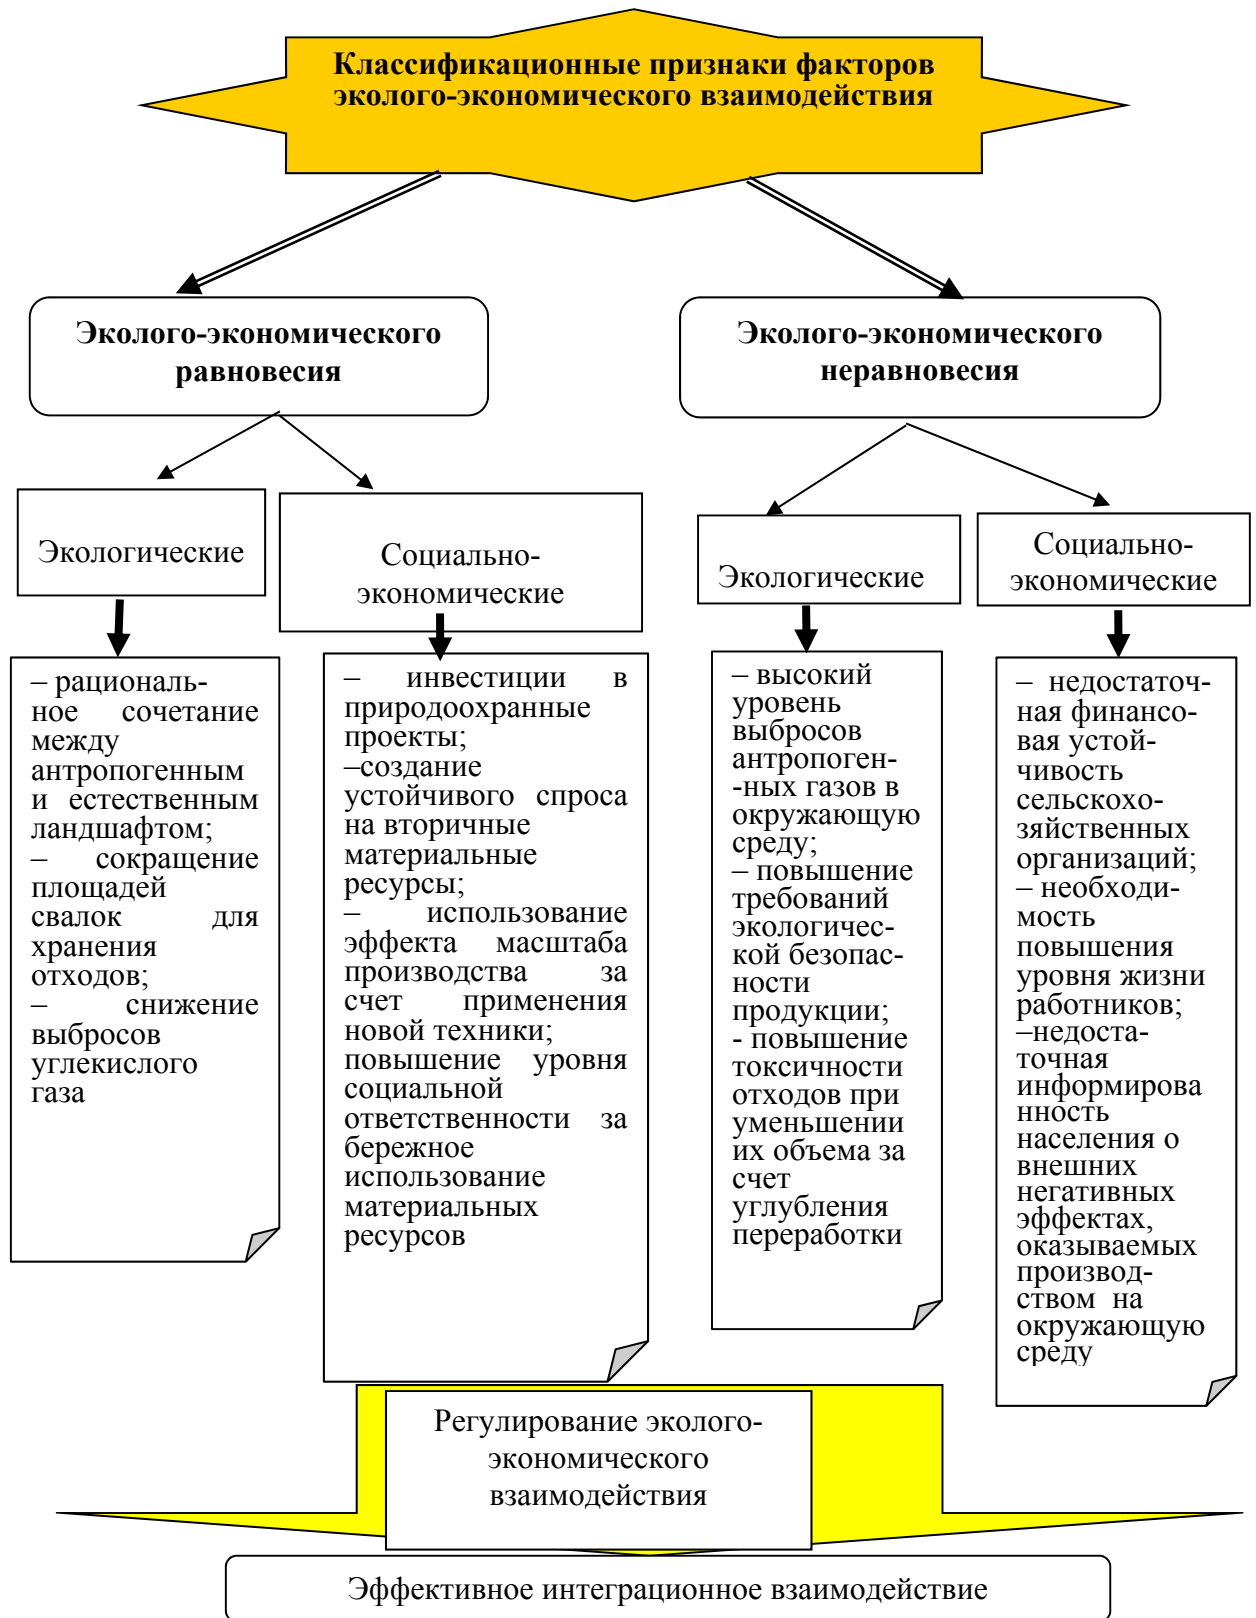 Классификационные признаки факторов
эколого-экономического взаимодействия
Эколого-экономического
равновесия
Эколого-экономического
неравновесия
Экологические
Социально-
экономические
Экологические
Социально-
экономические
– рациональ-
ное сочетание
между
антропогенным
и естественным
ландшафтом;
– сокращение
площадей
свалок для
хранения
отходов;
– снижение
выбросов
углекислого
газа
– инвестиции в
природоохранные
проекты;
–создание
устойчивого спроса
на вторичные
материальные
ресурсы;
– использование
эффекта масштаба
производства за
счет применения
новой техники;
повышение уровня
социальной
ответственности за
бережное
использование
материальных
ресурсов
– высокий
уровень
выбросов
антропоген-
-ных газов в
окружающую
среду;
– повышение
требований
экологичес-
кой безопас-
ности
продукции;
- повышение
токсичности
отходов при
уменьшении
их объема за
счет
углубления
переработки
– недостаточ-
ная финансо-
вая устой-
чивость
сельскохо-
зяйственных
организаций;
– необходи-
мость
повышения
уровня жизни
работников;
–недоста-
точная
информирова
нность
населения о
внешних
негативных
эффектах,
оказываемых
производ-
ством на
окружающую
среду
Регулирование эколого-
экономического
взаимодействия
Эффективное интеграционное взаимодействие